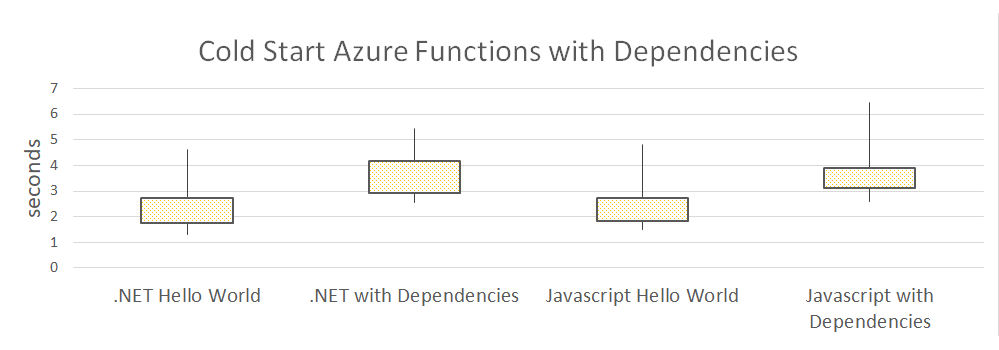 Cold Start Azure Functions with Dependencies
seconds
7
6
5
4
3
2
1
0
.NET Hello World
.NET with Dependencies
Javascript Hello World
Javascript with
Dependencies